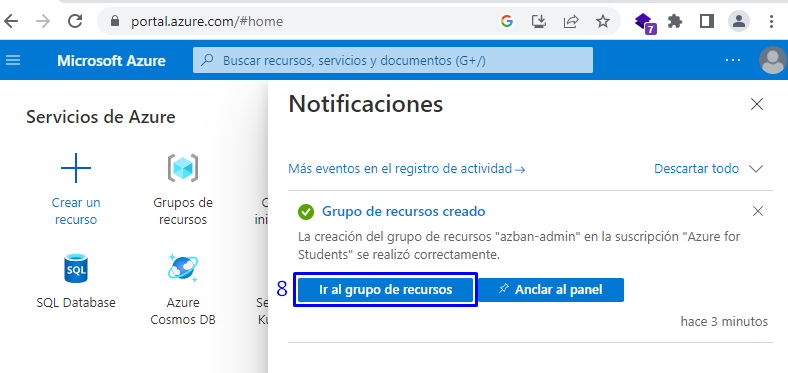 portal.azure.com/#home
7
Microsoft Azure
Buscar recursos, servicios y documentos (G+/)
Servicios de Azure
Crear un
recurso
Grupos de
recursos
SQL
SQL Database
Azure
Cosmos DB
Notificaciones
Más eventos en el registro de actividad →
Descartar todo
Grupo de recursos creado
La creación del grupo de recursos "azban-admin" en la suscripción "Azure for
Students" se realizó correctamente.
8
Ir al grupo de recursos
Anclar al panel
hace 3 minutos